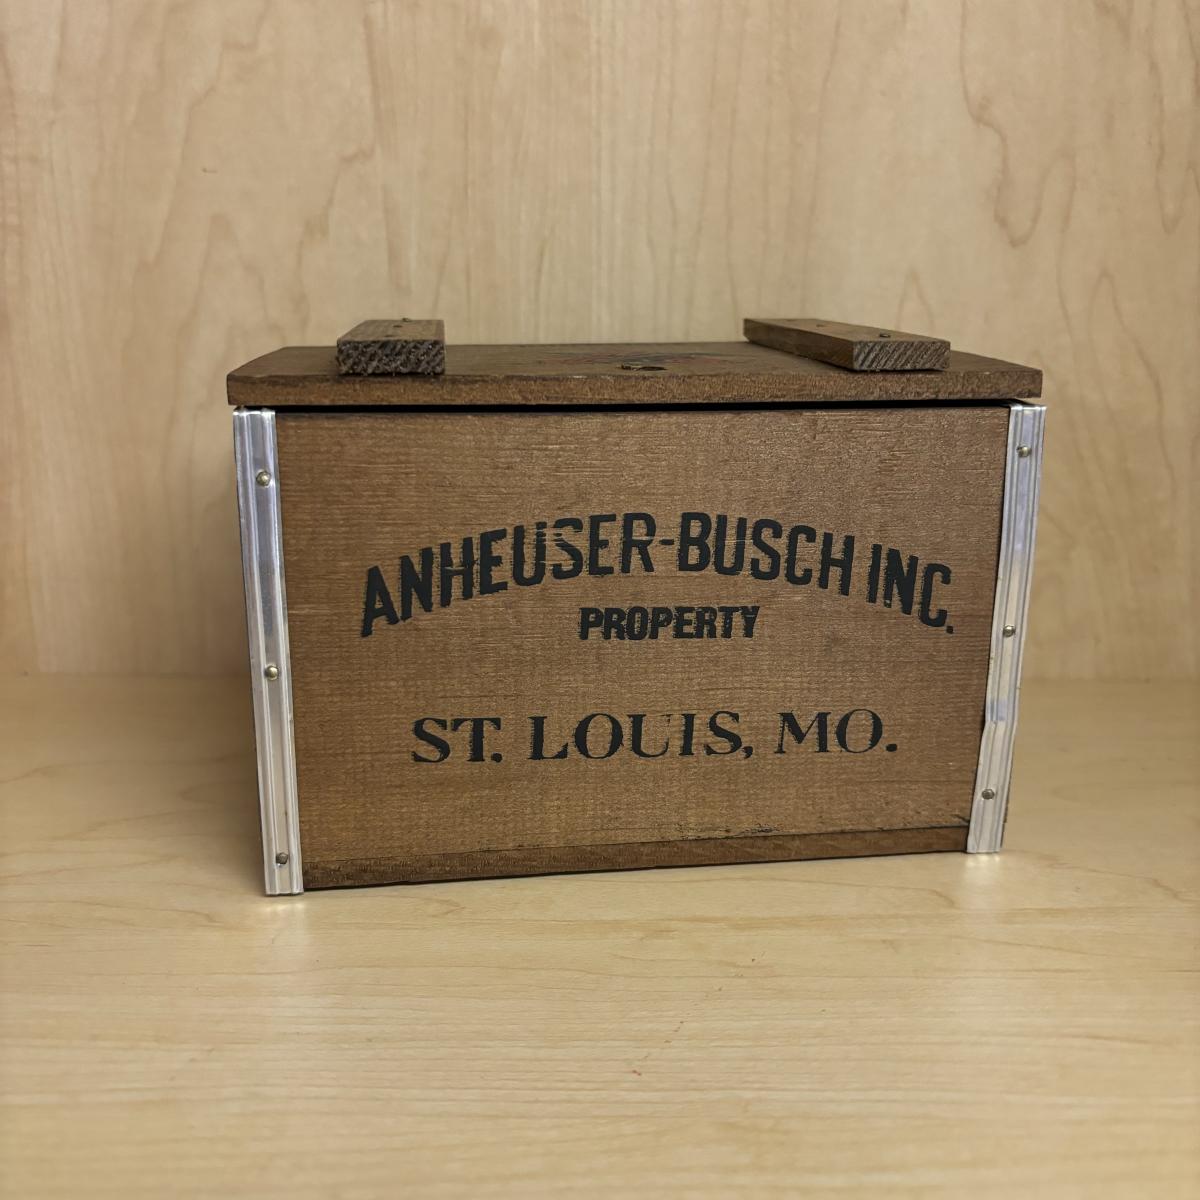 ANHEUSER-BUSCH INC.
PROPERTY
ST. LOUIS, MO.